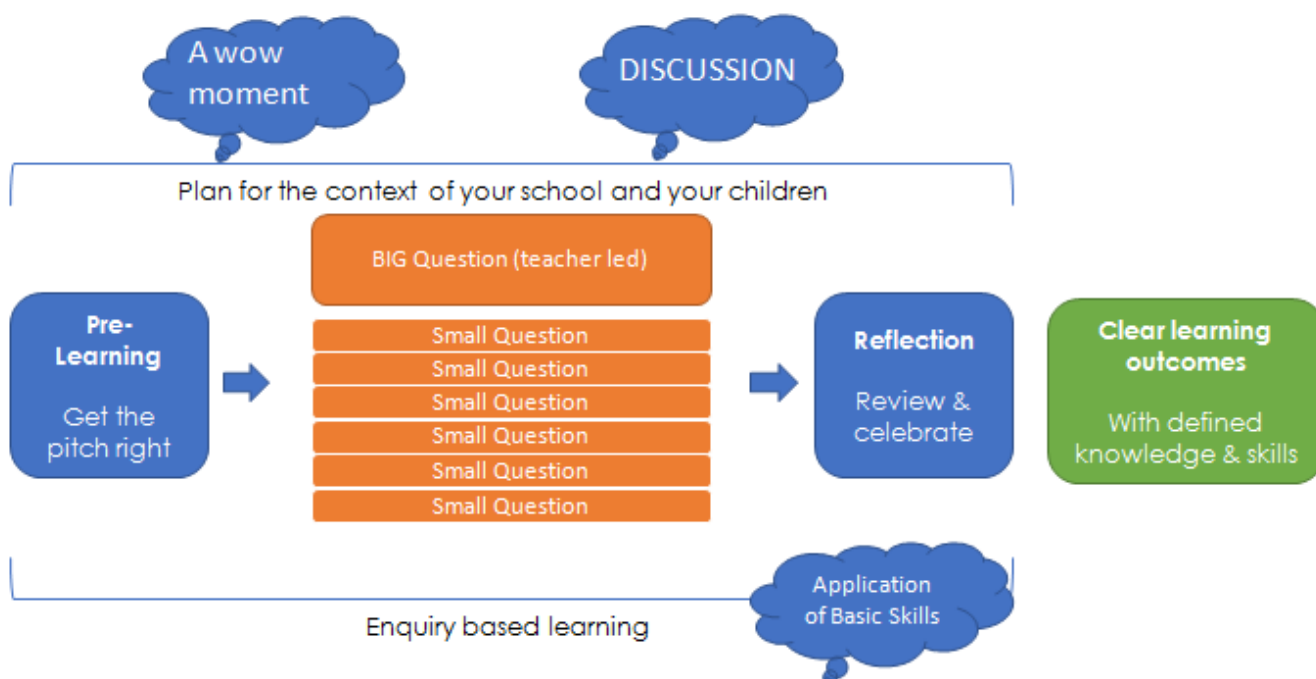 A wow
moment
DISCUSSION
Plan for the context of your school and your children
BIG Question (teacher led)
Pre-
Learning
Get the
pitch right
Small Question
Small Question
Small Question
Small Question
Small Question
Small Question
Reflection
Review &
celebrate
Clear learning
outcomes
With defined
knowledge & skills
Application
of Basic Skills
Enquiry based learning